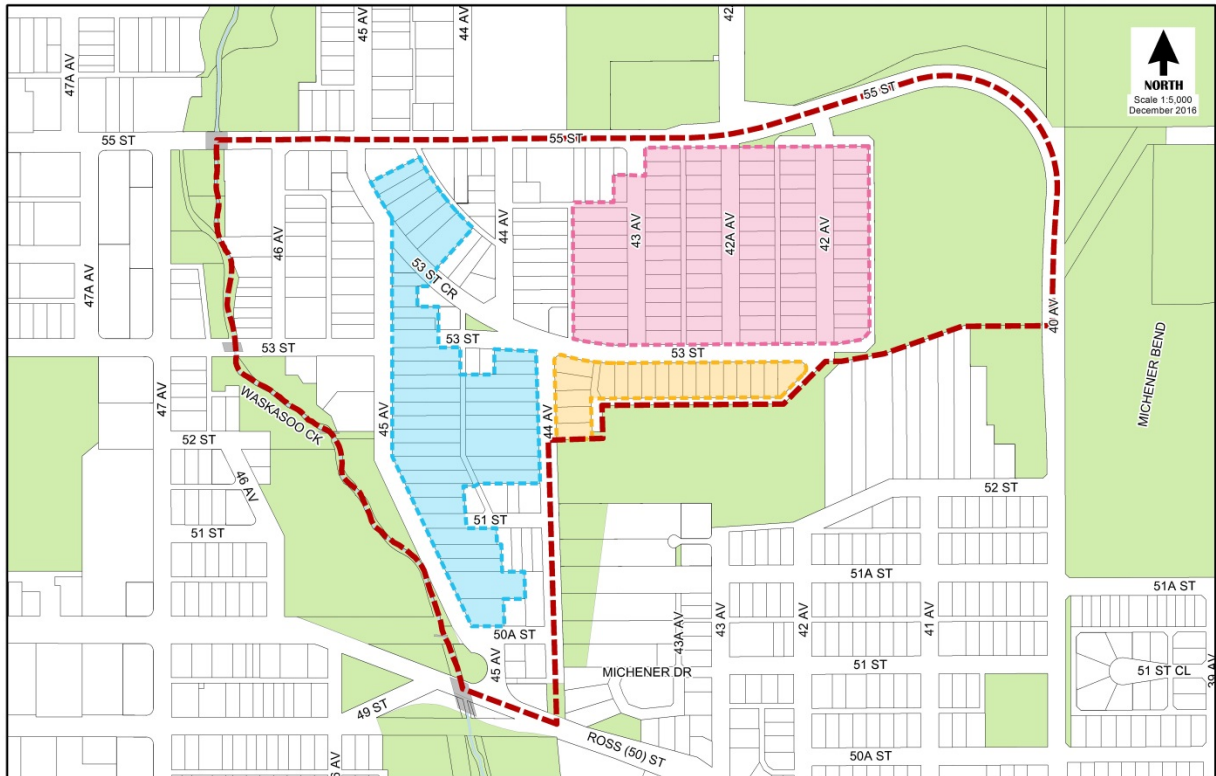 42
45 AV
44 AV
47A AV
NORTH
Scale 1:5,000
December 2016
55 ST
55 ST
55 ST
46 AV
44 AV
43 AV
42A AV
42 AV
47A AV
53 ST CR
40 AV
53 ST
53 ST
53 ST
MICHENER BEND
WASKASOO CK
47 AV
45 AV
44 AV
52 ST
46 AV
52 ST
51 ST
51 ST
51A ST
51A ST
50A ST
43A AV
43 AV
42 AV
41 AV
45 AV
MICHENER DR
51 ST
51 ST CL
39 AV
49 ST
ROSS (50) ST
50A ST